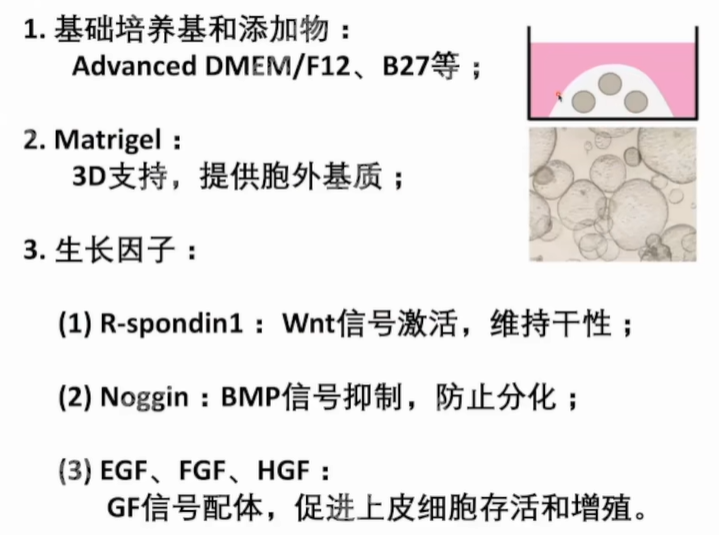 1. 基础培养基和添加物：
Advanced DMEM/F12、B27等；
2. Matrigel：
3D支持，提供胞外基质；
3. 生长因子：
(1) R-spondin1：Wnt信号激活，维持干性；
(2) Noggin：BMP信号抑制，防止分化；
(3) EGF、FGF、HGF：
GF信号配体，促进上皮细胞存活和增殖。